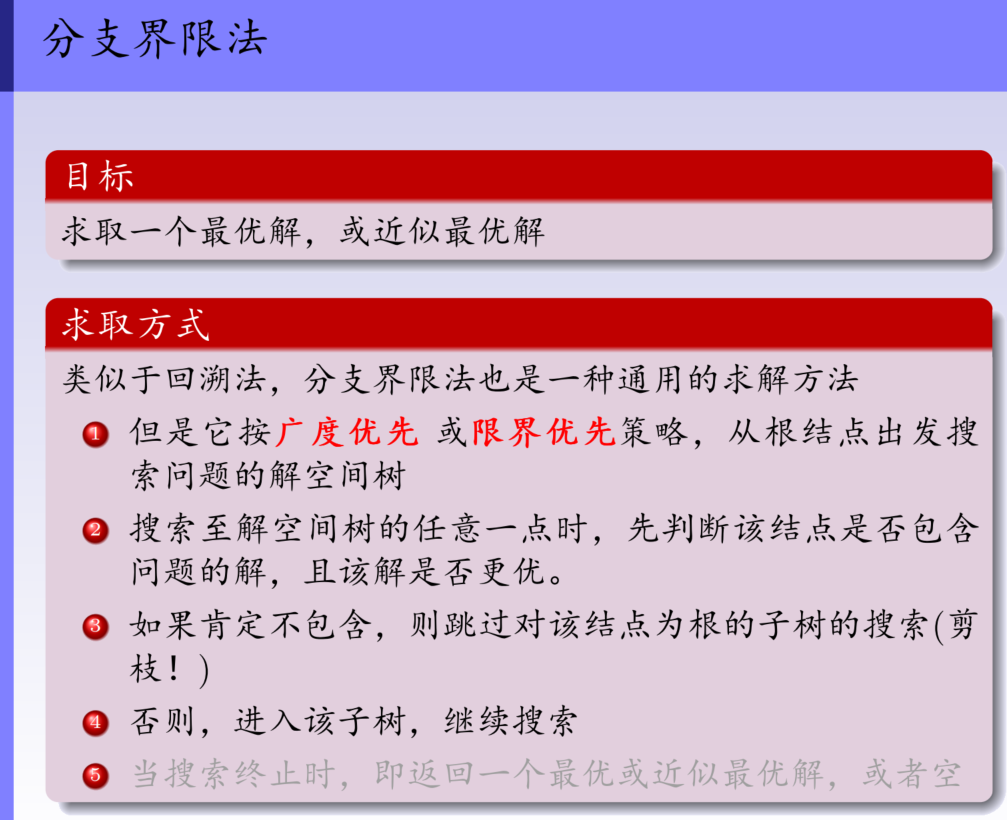 分支界限法
目标
求取一个最优解，或近似最优解
求取方式
类似于回溯法，分支界限法也是一种通用的求解方法
1 但是它按广度优先 或限界优先策略，从根结点出发搜
索问题的解空间树
2 搜索至解空间树的任意一点时，先判断该结点是否包含
问题的解，且该解是否更优。
3 如果肯定不包含，则跳过对该结点为根的子树的搜索(剪
枝！)
4 否则，进入该子树，继续搜索
5 当搜索终止时，即返回一个最优或近似最优解，或者空